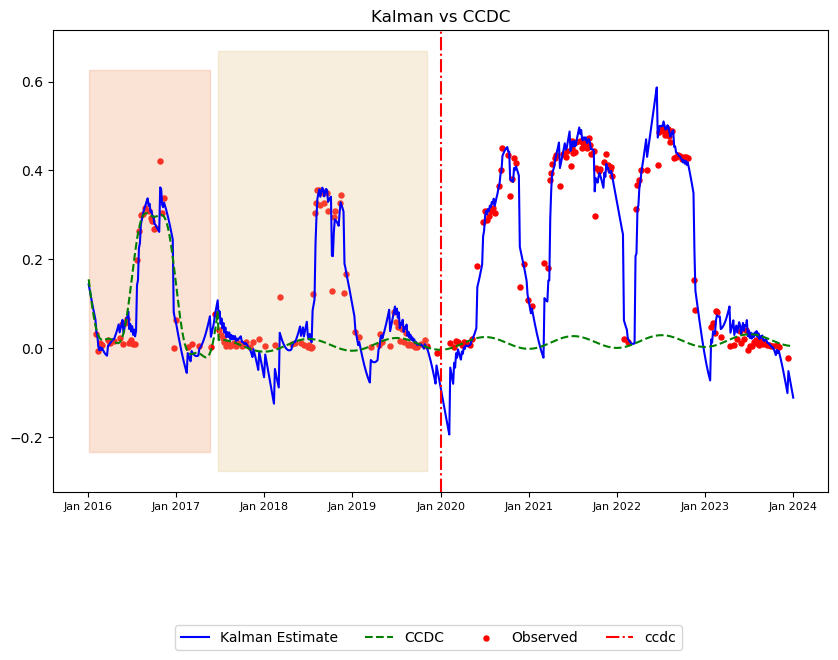 Kalman vs CCDC
0.6
0.4
0.2
0.0
−0.2
Jan 2016 Jan 2017 Jan 2018 Jan 2019 Jan 2020 Jan 2021 Jan 2022 Jan 2023 Jan 2024
Kalman Estimate CCDC Observed ccdc